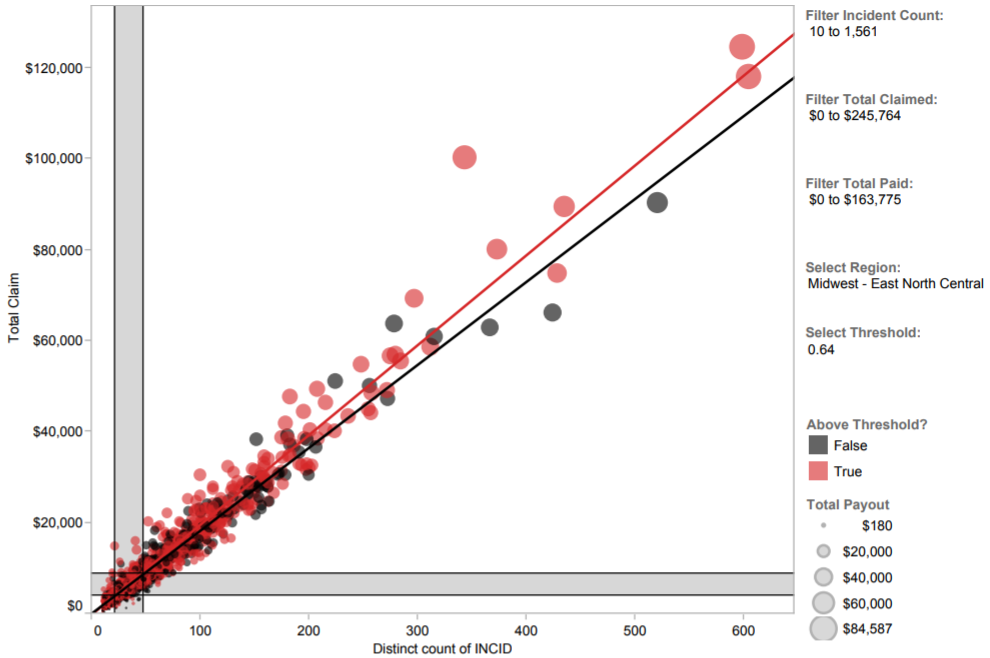 Filter Incident Count:
10 to 1,561
Filter Total Claimed:
$0 to $245,764
Filter Total Paid:
$0 to $163,775
Select Region:
Midwest - East North Central
Select Threshold:
0.64
Above Threshold?
False
True
Total Payout
$180
$20,000
$40,000
$60,000
$84,587
Total Claim
$120,000
$100,000
$80,000
$60,000
$40,000
$20,000
$0
0 100 200 300 400 500 600
Distinct count of INCID